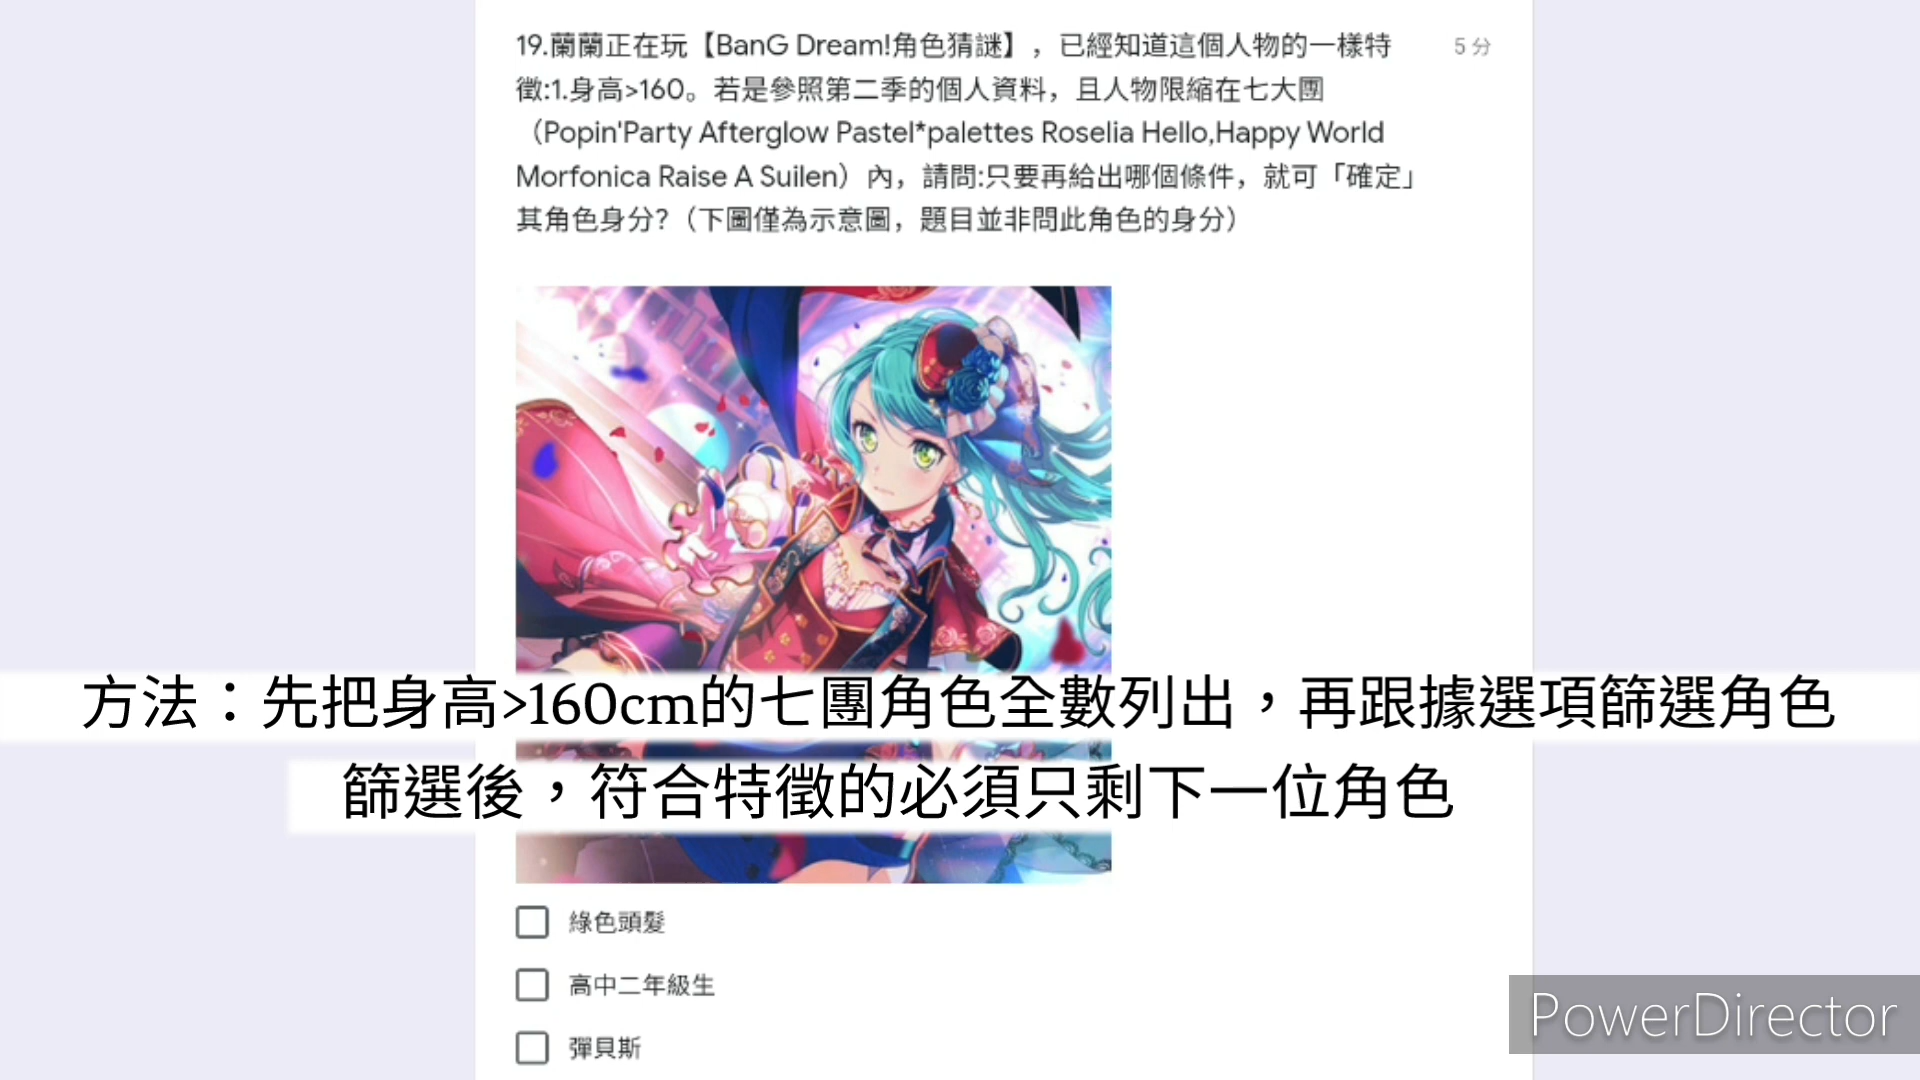 19.蘭蘭正在玩【BanG Dream!角色猜謎】，已經知道這個人物的一樣特
5 分
徵:1.身高>160。若是參照第二季的個人資料，且人物限縮在七大團
（Popin'Party Afterglow Pastel*palettes Roselia Hello,Happy World
Morfonica Raise A Suilen）內，請問:只要再給出哪個條件，就可「確定」
其角色身分?（下圖僅為示意圖，題目並非問此角色的身分）
方法：先把身高>160cm的七團角色全數列出，再跟據選項篩選角色
篩選後，符合特徵的必須只剩下一位角色
綠色頭髮
高中二年級生
彈貝斯
PowerDirector